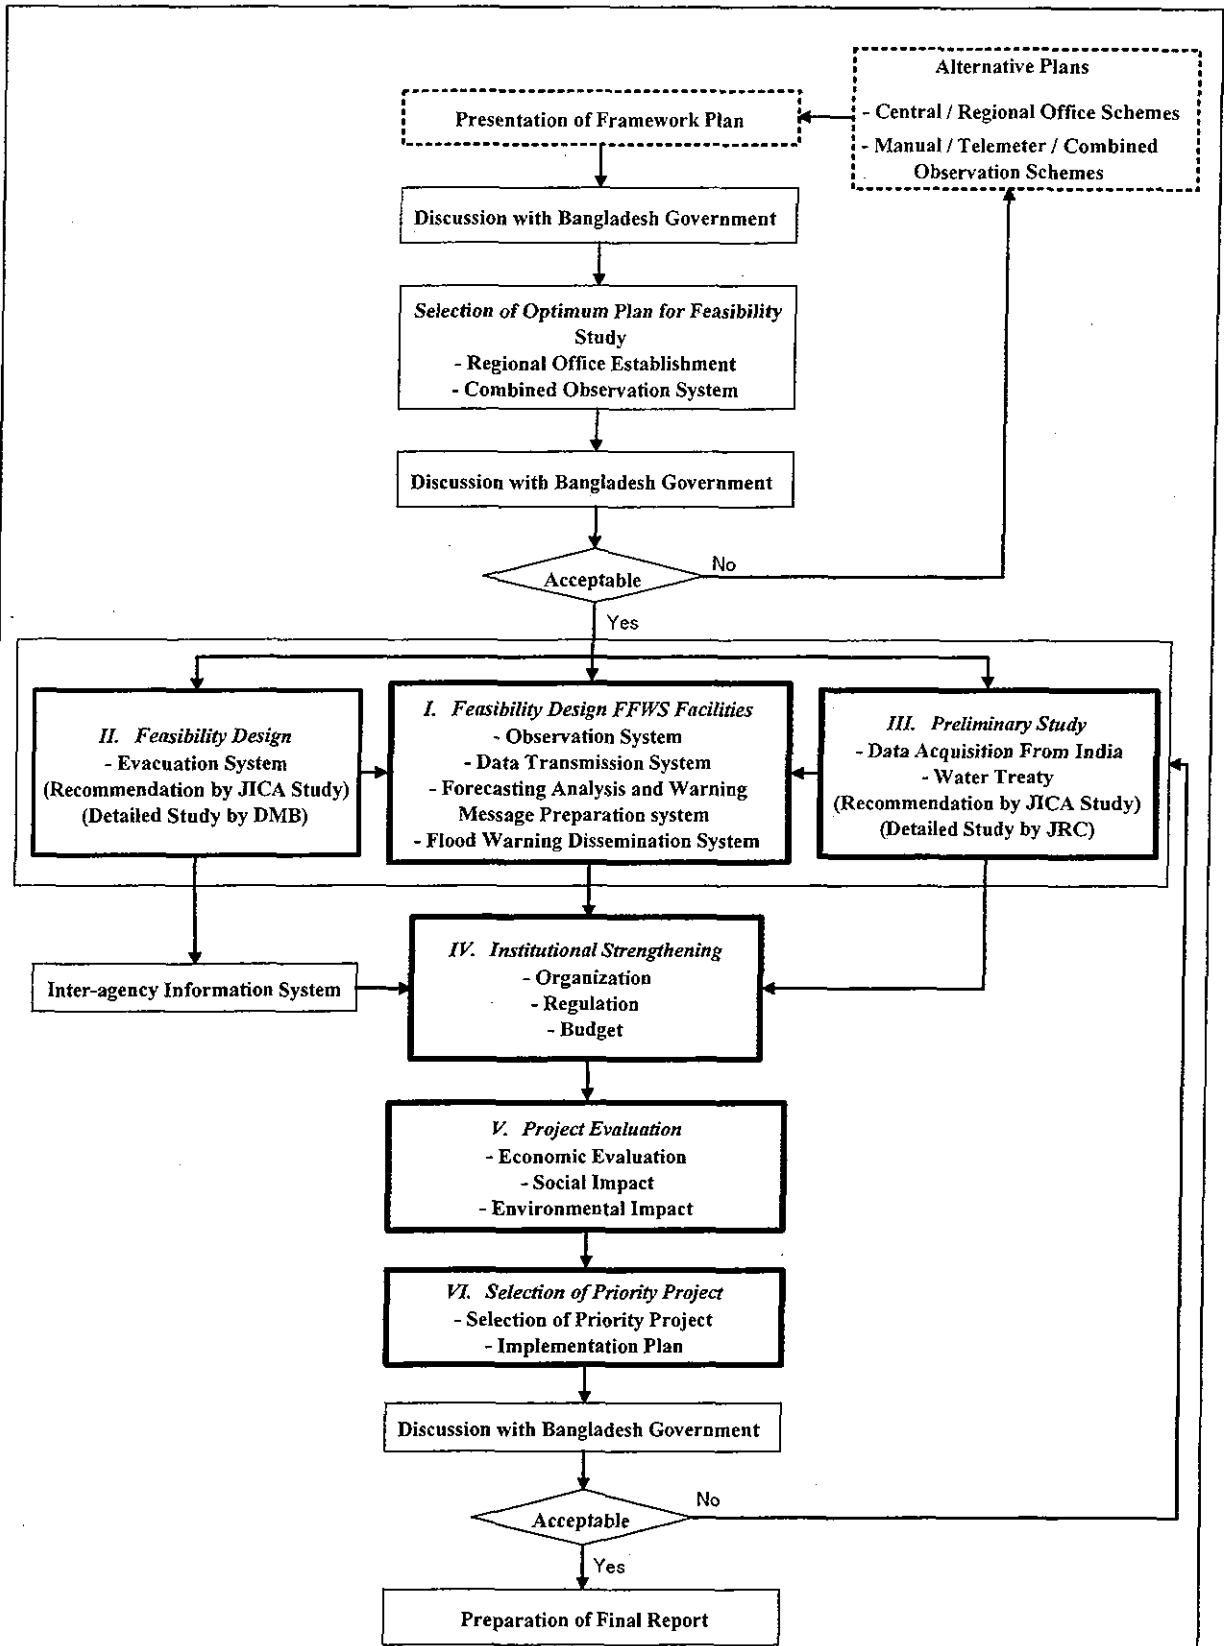 Alternative Plans
- Central / Regional Office Schemes
- Manual / Telemeter / Combined
Observation Schemes
Presentation of Framework Plan
Discussion with Bangladesh Government
Selection of Optimum Plan for Feasibility
Study
- Regional Office Establishment
- Combined Observation System
Discussion with Bangladesh Government
Acceptable
No
Yes
II. Feasibility Design
- Evacuation System
(Recommendation by JICA Study)
(Detailed Study by DMB)
I. Feasibility Design FFWS Facilities
- Observation System
- Data Transmission System
- Forecasting Analysis and Warning
Message Preparation system
- Flood Warning Dissemination System
III. Preliminary Study
- Data Acquisition From India
- Water Treaty
(Recommendation by JICA Study)
(Detailed Study by JRC)
Inter-agency Information System
IV. Institutional Strengthening
- Organization
- Regulation
- Budget
V. Project Evaluation
- Economic Evaluation
- Social Impact
- Environmental Impact
VI. Selection of Priority Project
- Selection of Priority Project
- Implementation Plan
Discussion with Bangladesh Government
Acceptable
No
Yes
Preparation of Final Report